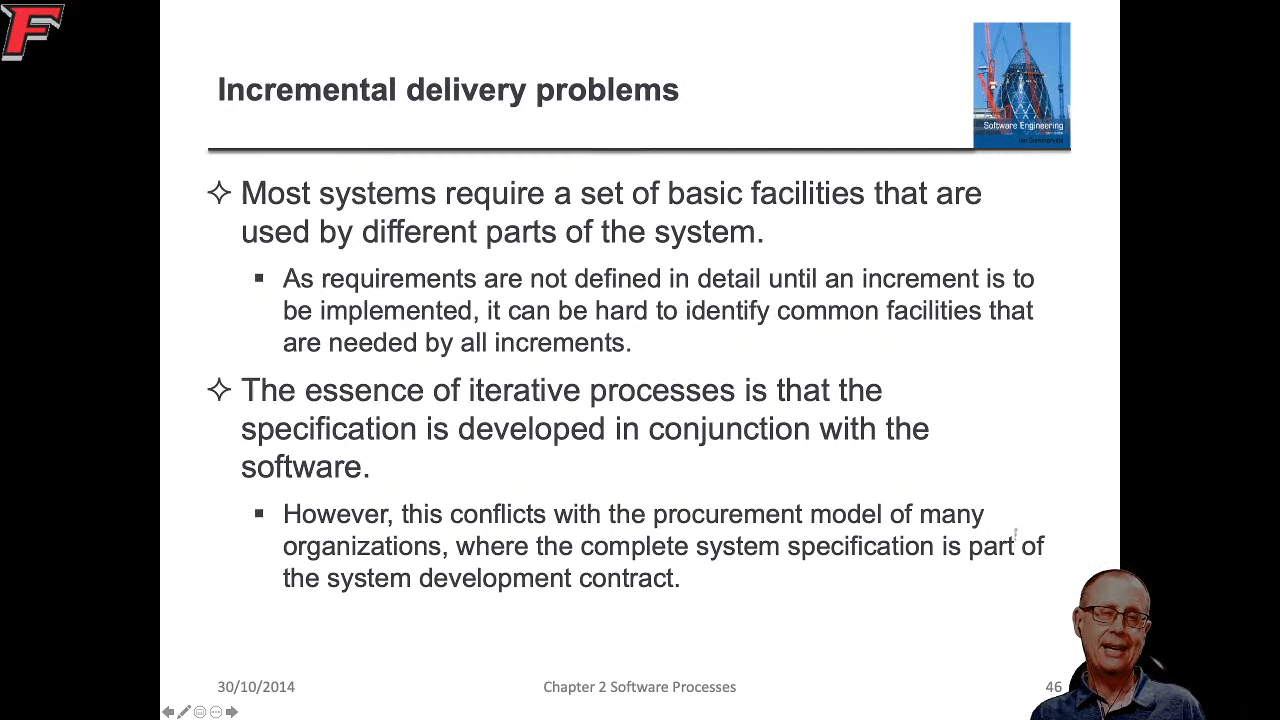 F
Incremental delivery problems
Software Engineering
Ian Sommerville
Most systems require a set of basic facilities that are
used by different parts of the system.
As requirements are not defined in detail until an increment is to
be implemented, it can be hard to identify common facilities that
are needed by all increments.
The essence of iterative processes is that the
specification is developed in conjunction with the
software.
However, this conflicts with the procurement model of many
organizations, where the complete system specification is part of
the system development contract.
30/10/2014
Chapter 2 Software Processes
46